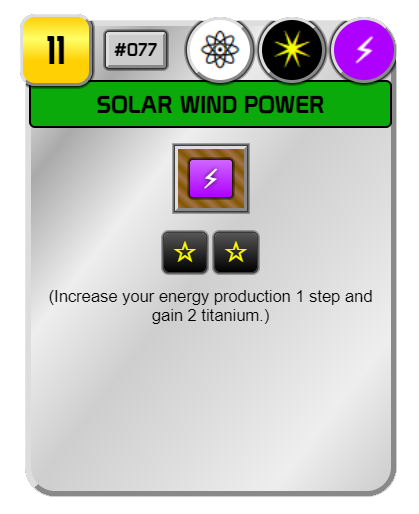 11
#077
SOLAR WIND POWER
(Increase your energy production 1 step and
gain 2 titanium.)